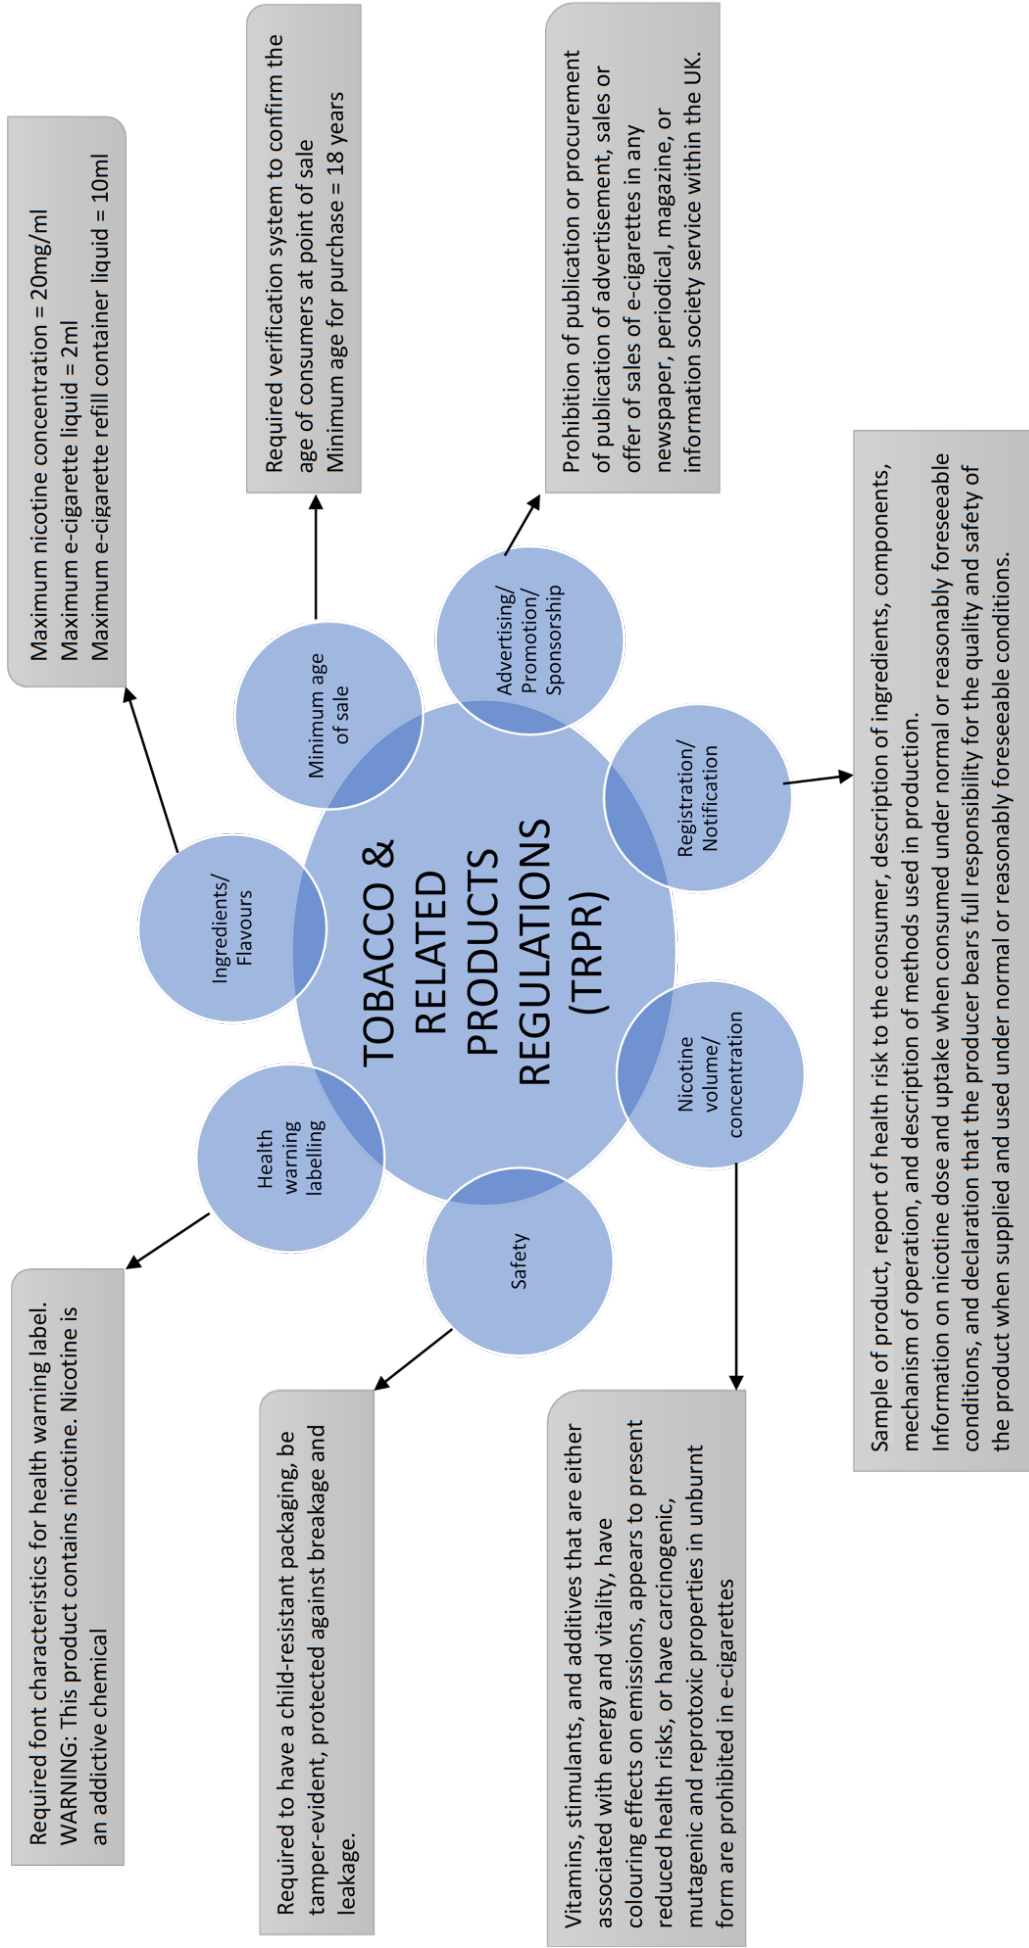 TOBACCO &
RELATED
PRODUCTS
REGULATIONS
(TRPR)
Health
warning
labelling
Required font characteristics for health warning label.
WARNING: This product contains nicotine. Nicotine is
an addictive chemical
Ingredients/
Flavours
Maximum nicotine concentration = 20mg/ml
Maximum e-cigarette liquid = 2ml
Maximum e-cigarette refill container liquid = 10ml
Minimum age
of sale
Required verification system to confirm the
age of consumers at point of sale
Minimum age for purchase = 18 years
Advertising/
Promotion/
Sponsorship
Prohibition of publication or procurement
of publication of advertisement, sales or
offer of sales of e-cigarettes in any
newspaper, periodical, magazine, or
information society service within the UK.
Registration/
Notification
Sample of product, report of health risk to the consumer, description of ingredients, components,
mechanism of operation, and description of methods used in production.
Information on nicotine dose and uptake when consumed under normal or reasonably foreseeable
conditions, and declaration that the producer bears full responsibility for the quality and safety of
the product when supplied and used under normal or reasonably foreseeable conditions.
Nicotine
volume/
concentration
Vitamins, stimulants, and additives that are either
associated with energy and vitality, have
colouring effects on emissions, appears to present
reduced health risks, or have carcinogenic,
mutagenic and reprotoxic properties in unburnt
form are prohibited in e-cigarettes
Safety
Required to have a child-resistant packaging, be
tamper-evident, protected against breakage and
leakage.